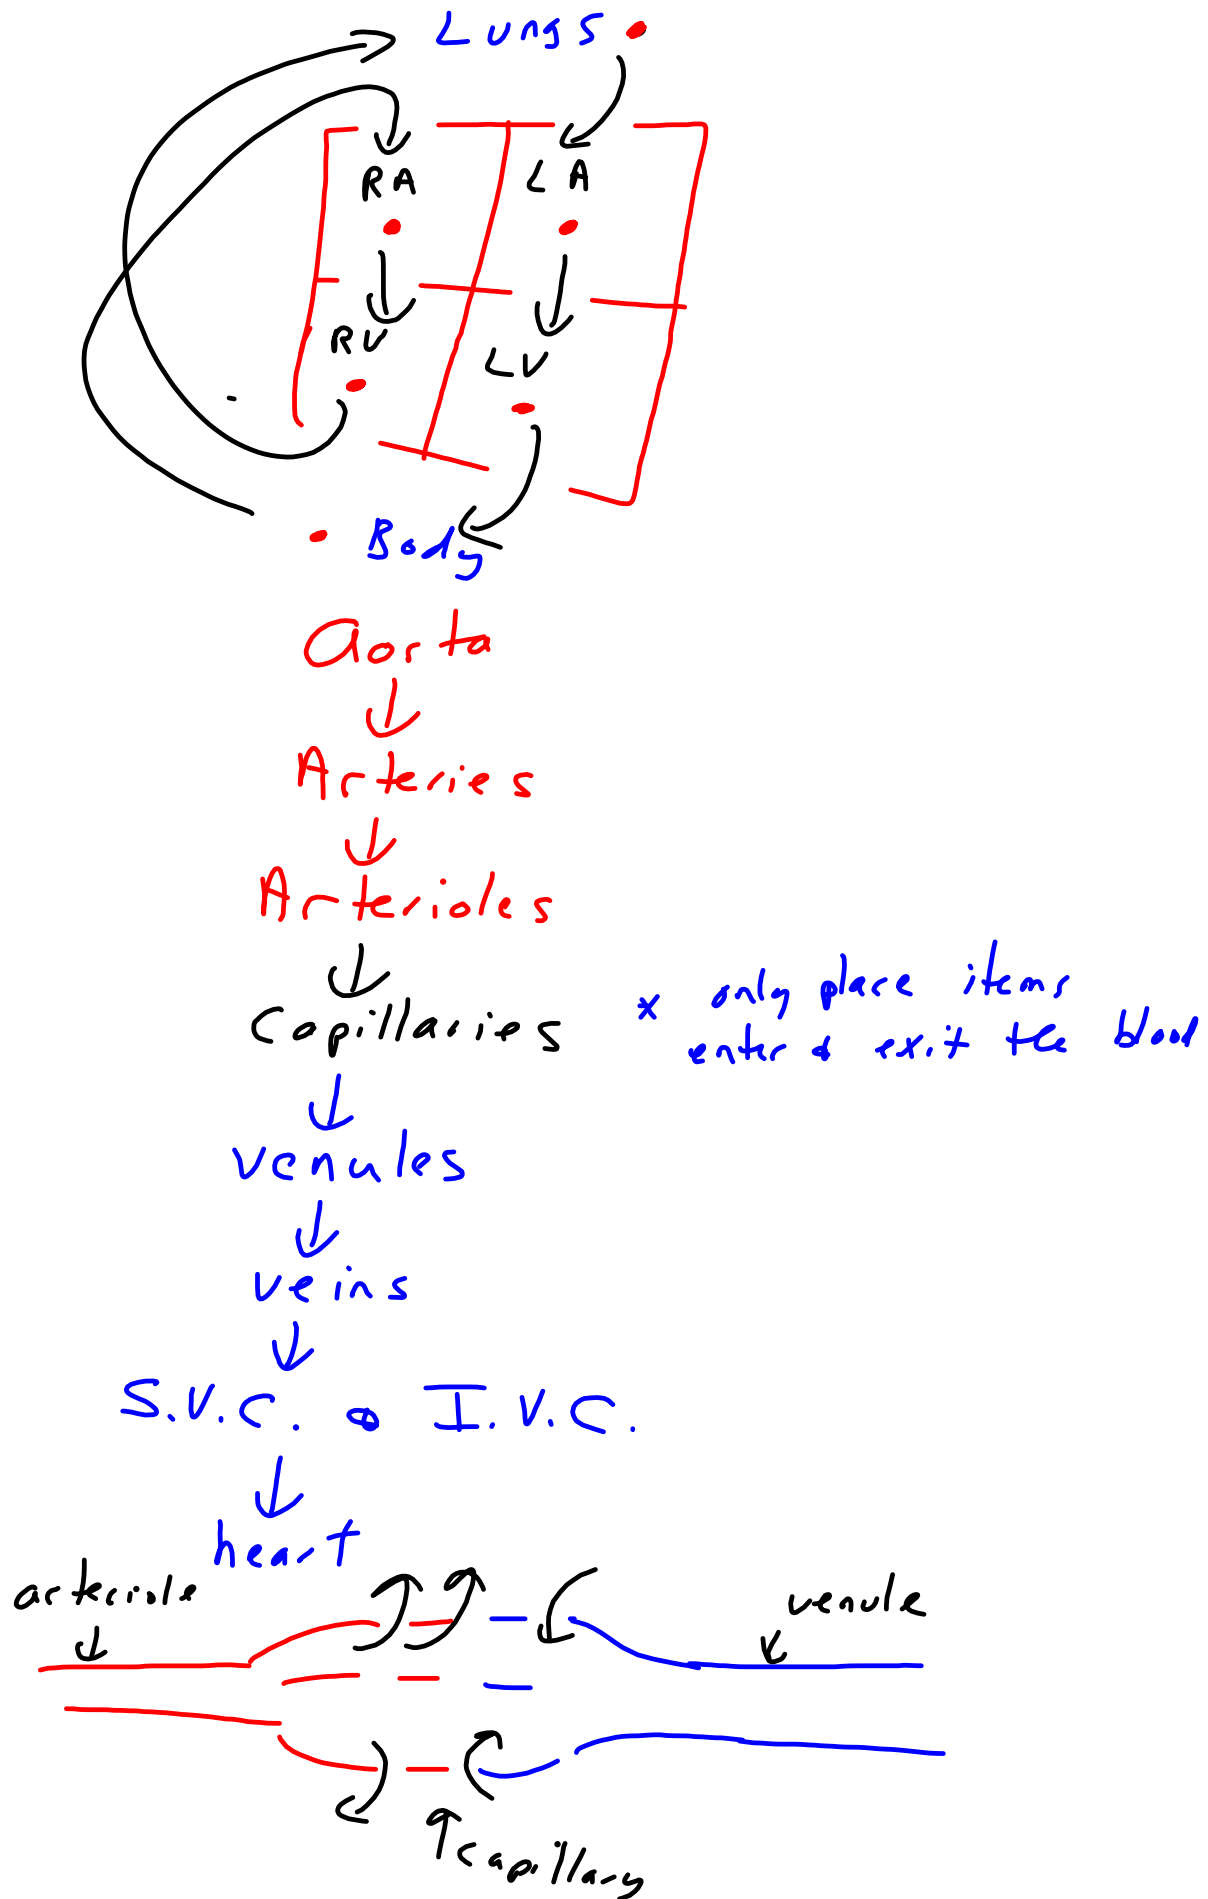 Lungs
RA LA
RV LV
Body
Aorta
Arteries
Arterioles
Capillaries
* only place items
enter & exit the blood
venules
veins
S.V.C. & I.V.C.
heart
arteriole
venule
capillary